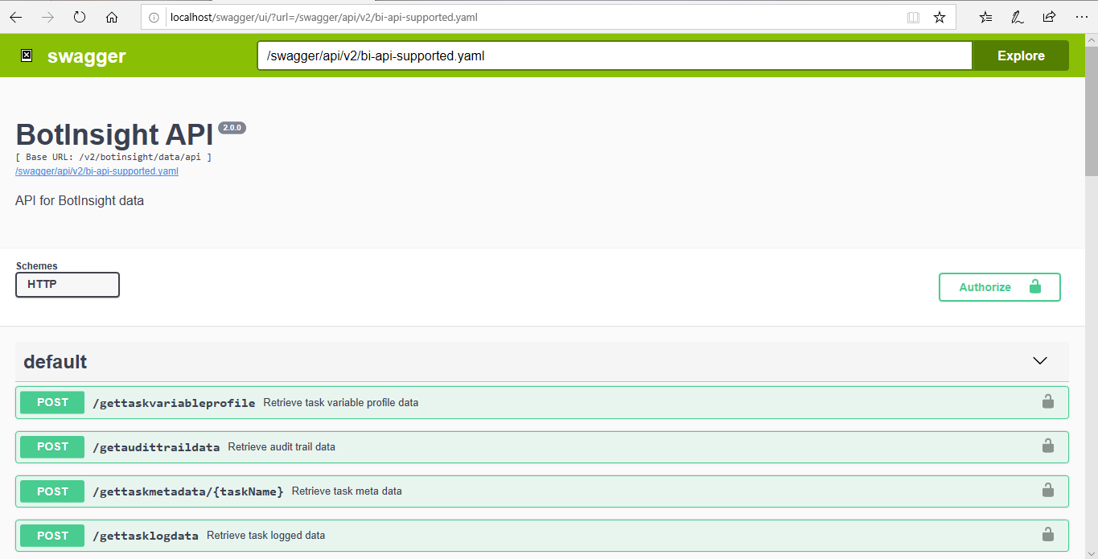 localhost/swagger/ui/?url=/swagger/api/v2/bi-api-supported.yaml
swagger
/swagger/api/v2/bi-api-supported.yaml
Explore
BotInsight API 2.0.0
[ Base URL: /v2/botinsight/data/api ]
/swagger/api/v2/bi-api-supported.yaml
API for BotInsight data
Schemes
HTTP
Authorize
default
POST /gettaskvariableprofile Retrieve task variable profile data
POST /getaudittraildata Retrieve audit trail data
POST /gettaskmetadata/{taskName} Retrieve task meta data
POST /gettasklogdata Retrieve task logged data